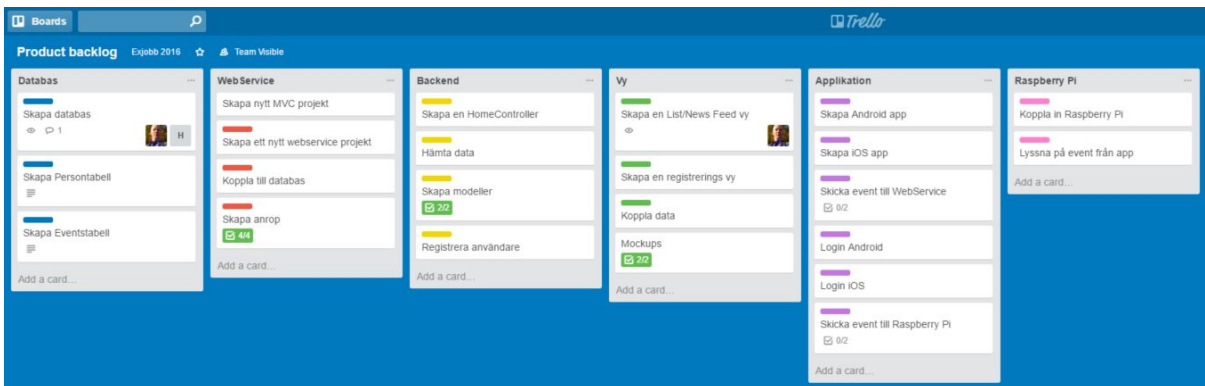 Boards
Trello
Product backlog Exjobb 2016 Team Visible
Databas
Skapa databas
1
H
Skapa Persontabell
Skapa Eventstabell
Add a card...
WebService
Skapa nytt MVC projekt
Skapa ett nytt webservice projekt
Koppla till databas
Skapa anrop
4/4
Add a card...
Backend
Skapa en HomeController
Hämta data
Skapa modeller
2/2
Registrera användare
Add a card...
Vy
Skapa en List/News Feed vy
Skapa en registrerings vy
Koppla data
Mockups
2/2
Add a card...
Applikation
Skapa Android app
Skapa iOS app
Skicka event till WebService
0/2
Login Android
Login iOS
Skicka event till Raspberry Pi
0/2
Add a card...
Raspberry Pi
Koppla in Raspberry Pi
Lyssna på event från app
Add a card...